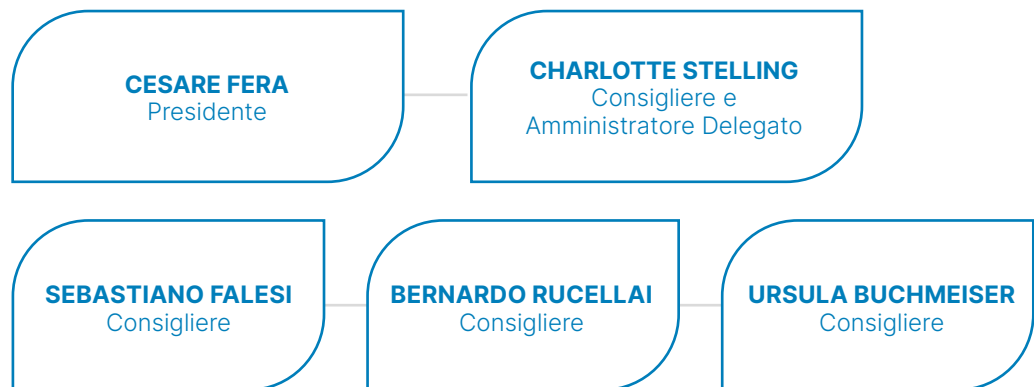 CESARE FERA
Presidente
CHARLOTTE STELLING
Consigliere e
Amministratore Delegato
SEBASTIANO FALESI
Consigliere
BERNARDO RUCELLAI
Consigliere
URSULA BUCHMEISER
Consigliere